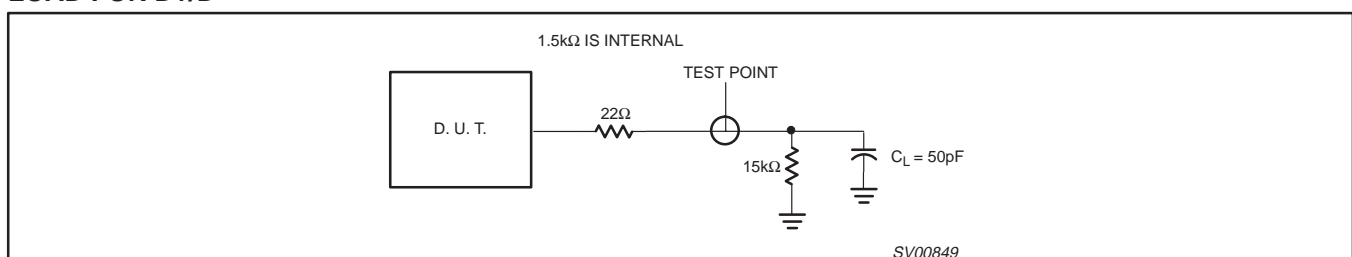 LOAD FOR D+/D–
1.5kΩ IS INTERNAL
TEST POINT
22Ω
D. U. T.
15kΩ
C_L = 50pF
SV00849